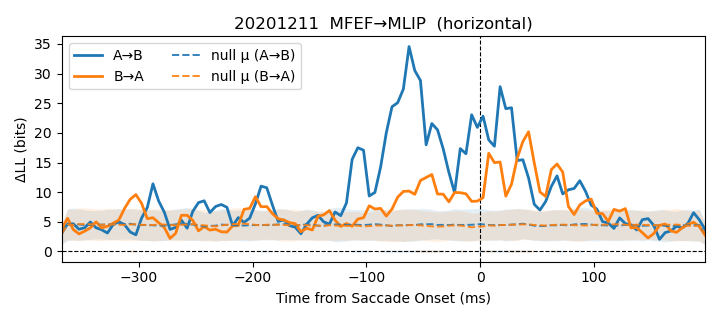 20201211  MFEF→MLIP  (horizontal)
A→B
B→A
null μ (A→B)
null μ (B→A)
ΔLL (bits)
35
30
25
20
15
10
5
0
−300
−200
−100
0
100
Time from Saccade Onset (ms)